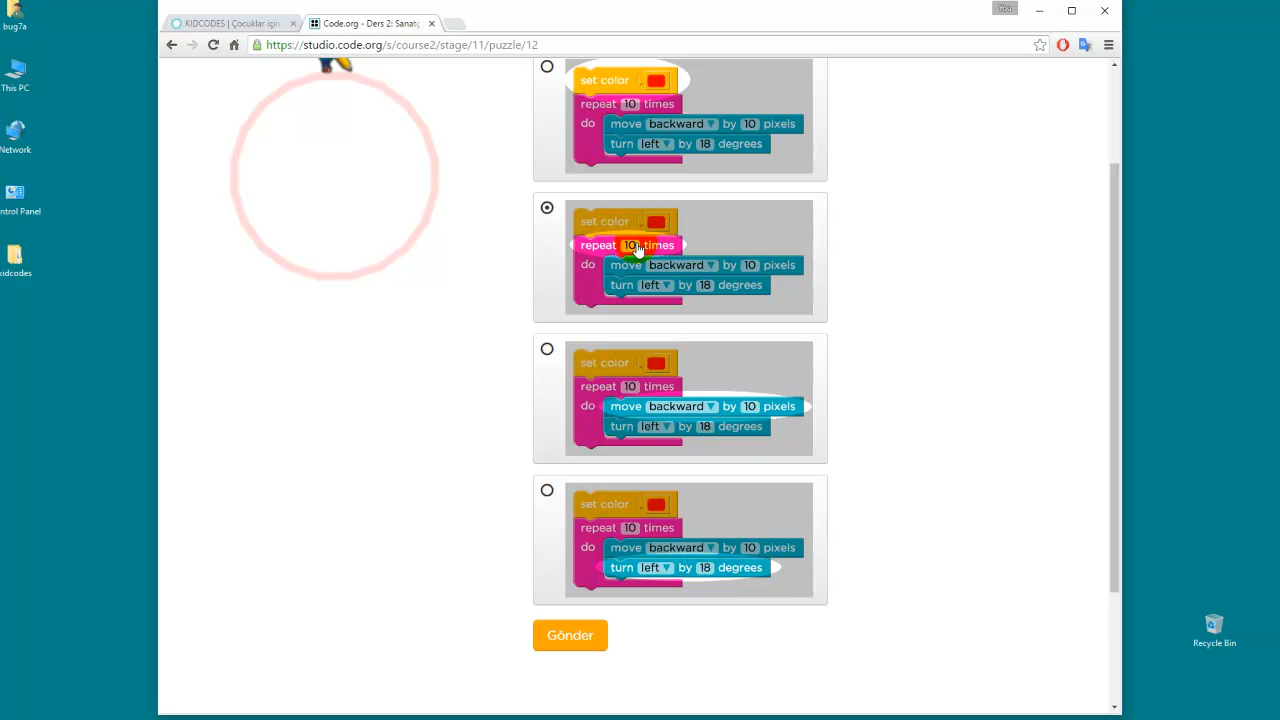 You
bug7a
KIDCODES | Çocuklar için
Code.org - Ders 2: Sanatç
https://studio.code.org/s/course2/stage/11/puzzle/12
This PC
Network
ntrol Panel
kidcodes
set color
repeat 10 times
do move backward by 10 pixels
turn left by 18 degrees
set color
repeat 10 times
do move backward by 10 pixels
turn left by 18 degrees
set color
repeat 10 times
do move backward by 10 pixels
turn left by 18 degrees
set color
repeat 10 times
do move backward by 10 pixels
turn left by 18 degrees
Gönder
Recycle Bin